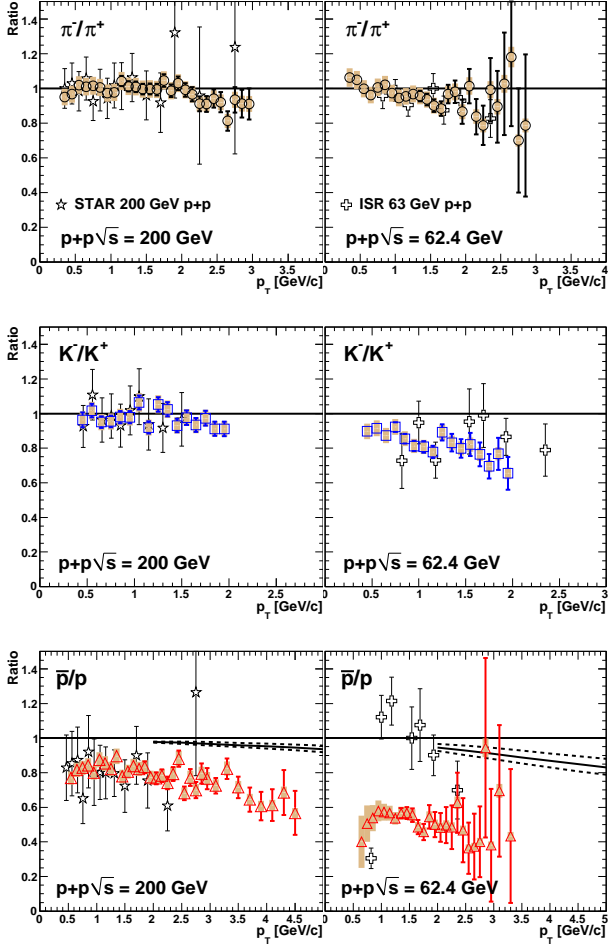 Ratio
1.4
1.2
1
0.8
0.6
0.4
0.2
0
π⁻/π⁺
☆ STAR 200 GeV p+p
p+p√s = 200 GeV
0 0.5 1 1.5 2 2.5 3 3.5
p_T [GeV/c]
π⁻/π⁺
ISR 63 GeV p+p
p+p√s = 62.4 GeV
0 0.5 1 1.5 2 2.5 3 3.5 4
p_T [GeV/c]
Ratio
1.4
1.2
1
0.8
0.6
0.4
0.2
0
K⁻/K⁺
p+p√s = 200 GeV
0 0.5 1 1.5 2 2.5
p_T [GeV/c]
K⁻/K⁺
p+p√s = 62.4 GeV
0 0.5 1 1.5 2 2.5 3
p_T [GeV/c]
Ratio
1.4
1.2
1
0.8
0.6
0.4
0.2
0
p̅/p
p+p√s = 200 GeV
0 0.5 1 1.5 2 2.5 3 3.5 4 4.5
p_T [GeV/c]
p̅/p
p+p√s = 62.4 GeV
0 0.5 1 1.5 2 2.5 3 3.5 4 4.5 5
p_T [GeV/c]